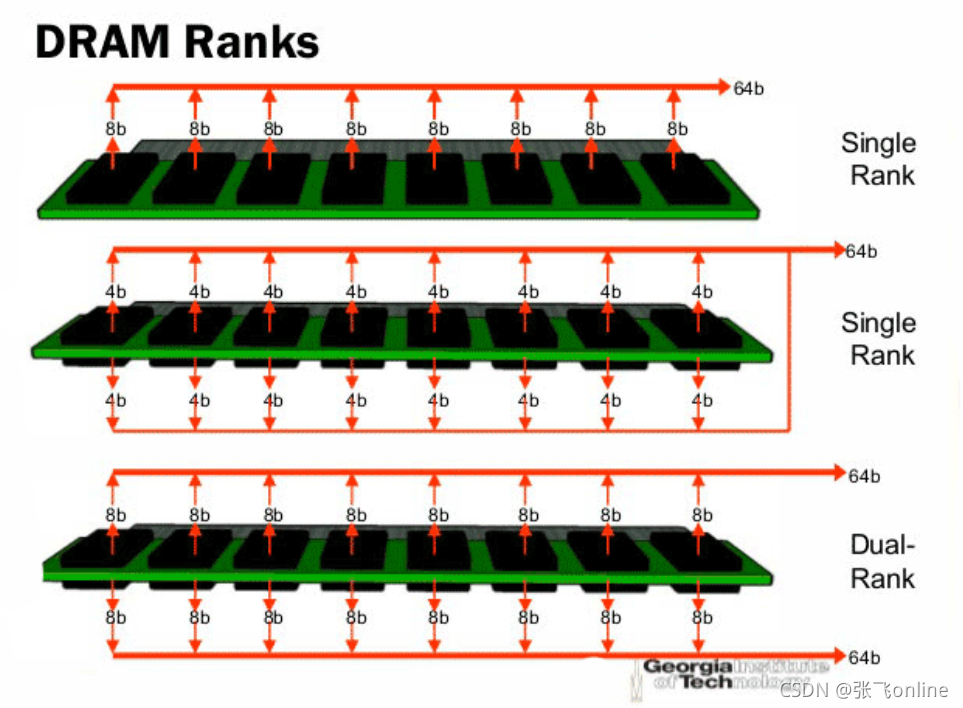 DRAM Ranks
64b
8b 8b 8b 8b 8b 8b 8b 8b
Single
Rank
64b
4b 4b 4b 4b 4b 4b 4b 4b
Single
Rank
4b 4b 4b 4b 4b 4b 4b 4b
64b
8b 8b 8b 8b 8b 8b 8b 8b
Dual-
Rank
8b 8b 8b 8b 8b 8b 8b 8b
64b
Georgia Institute
of Technology
CSDN @张飞online